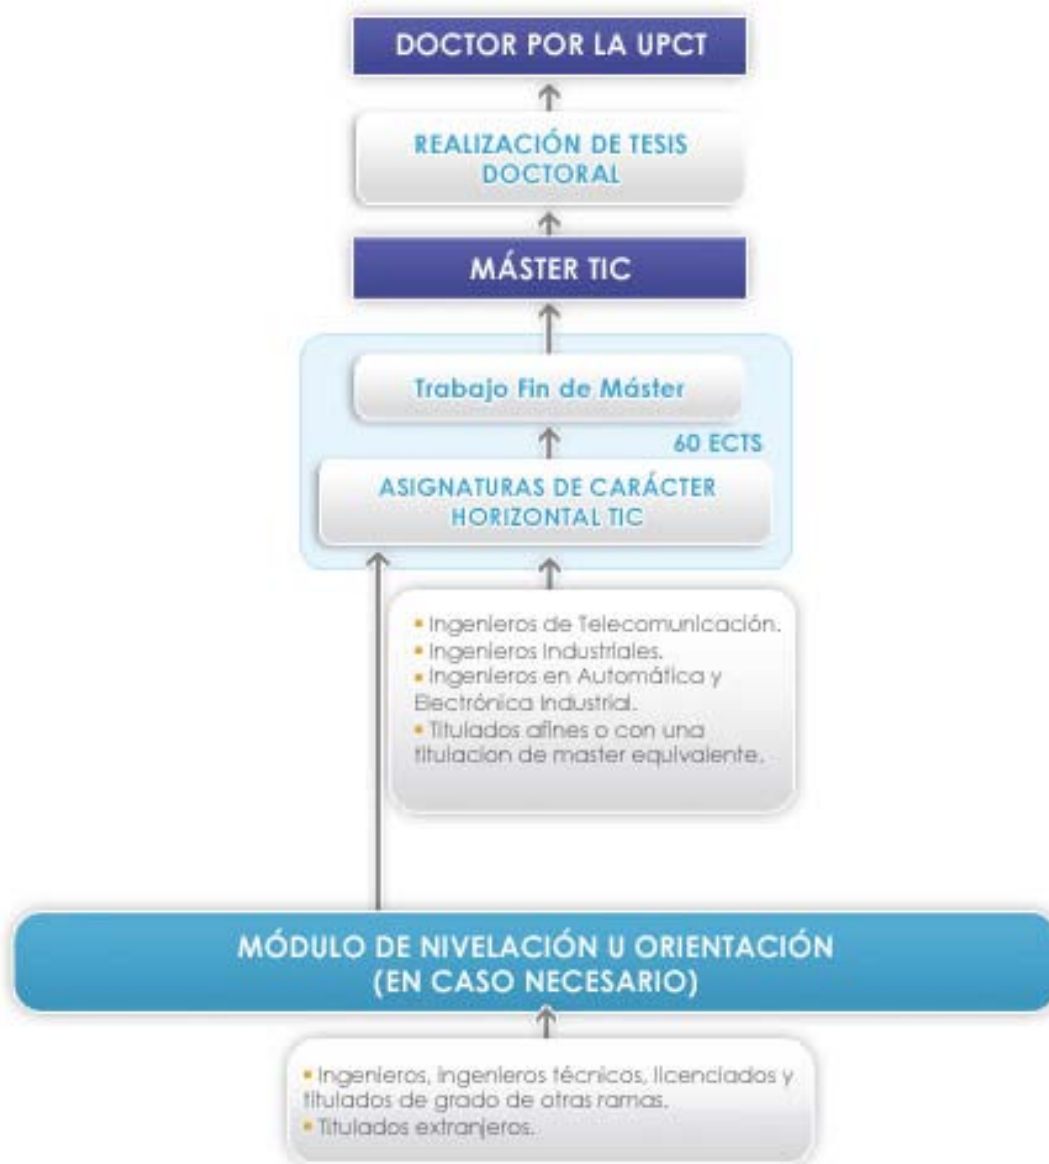 DOCTOR POR LA UPCT
REALIZACIÓN DE TESIS
DOCTORAL
MÁSTER TIC
Trabajo Fin de Máster
60 ECTS
ASIGNATURAS DE CARÁCTER
HORIZONTAL TIC
▪ Ingenieros de Telecomunicación.
▪ Ingenieros Industriales.
▪ Ingenieros en Automática y
Electrónica Industrial.
▪ Titulados afines o con una
titulacion de master equivalente.
MÓDULO DE NIVELACIÓN U ORIENTACIÓN
(EN CASO NECESARIO)
▪ Ingenieros, ingenieros técnicos, licenciados y
titulados de grado de otras ramas.
▪ Titulados extranjeros.